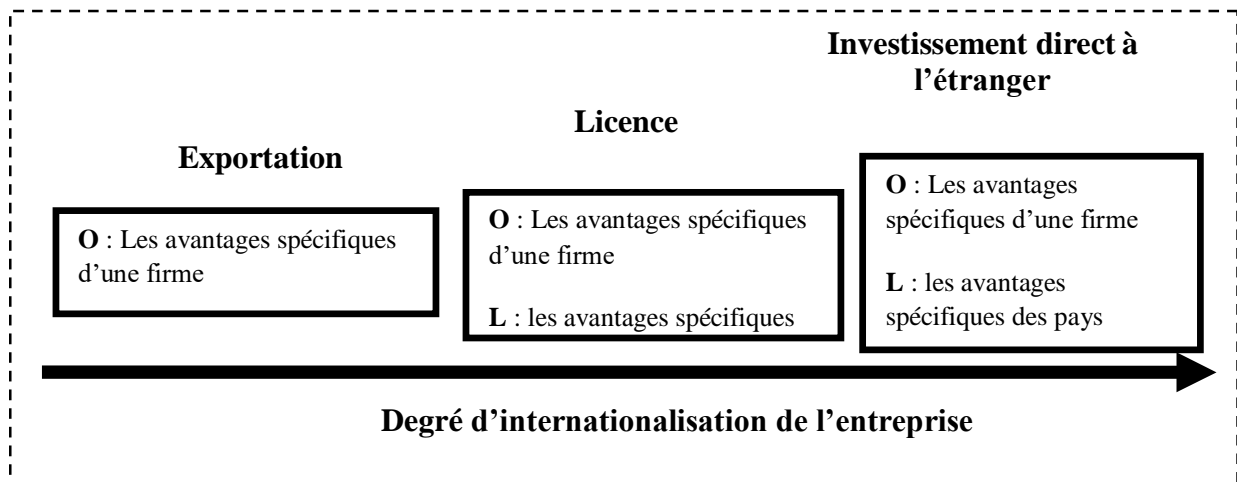 Exportation
O : Les avantages spécifiques
d’une firme
Licence
O : Les avantages spécifiques
d’une firme
L : les avantages spécifiques
Investissement direct à
l’étranger
O : Les avantages
spécifiques d’une firme
L : les avantages
spécifiques des pays
Degré d’internationalisation de l’entreprise